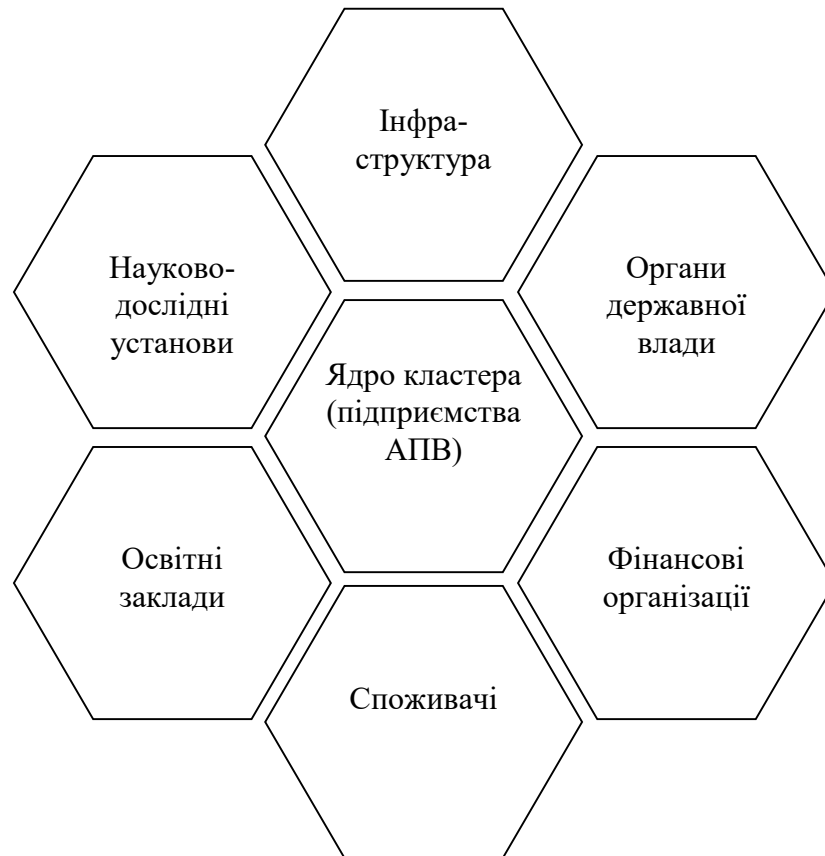 Інфра-
структура
Науково-
дослідні
установи
Органи
державної
влади
Ядро кластера
(підприємства
АПВ)
Освітні
заклади
Фінансові
організації
Споживачі